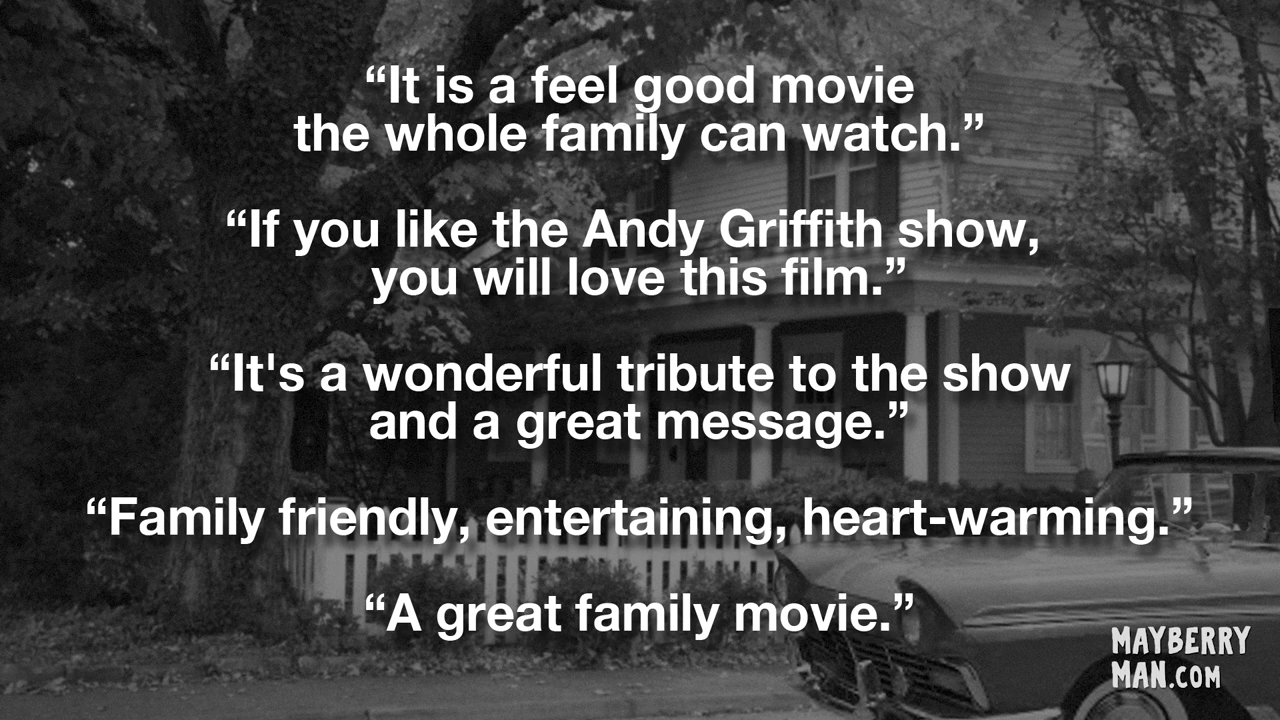 “It is a feel good movie
the whole family can watch.”
“If you like the Andy Griffith show,
you will love this film.”
“It's a wonderful tribute to the show
and a great message.”
“Family friendly, entertaining, heart-warming.”
“A great family movie.”
MAYBERRY
MAN.COM